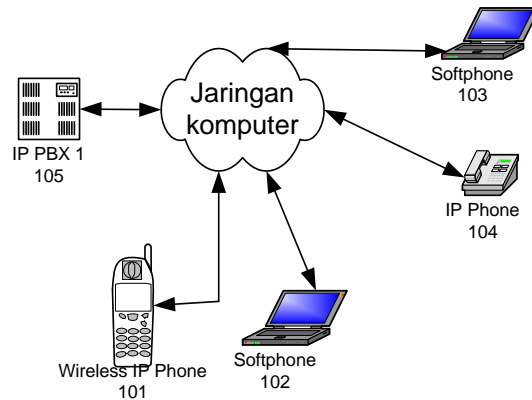 Jaringan
komputer
Softphone
103
IP PBX 1
105
IP Phone
104
Wireless IP Phone
101
Softphone
102